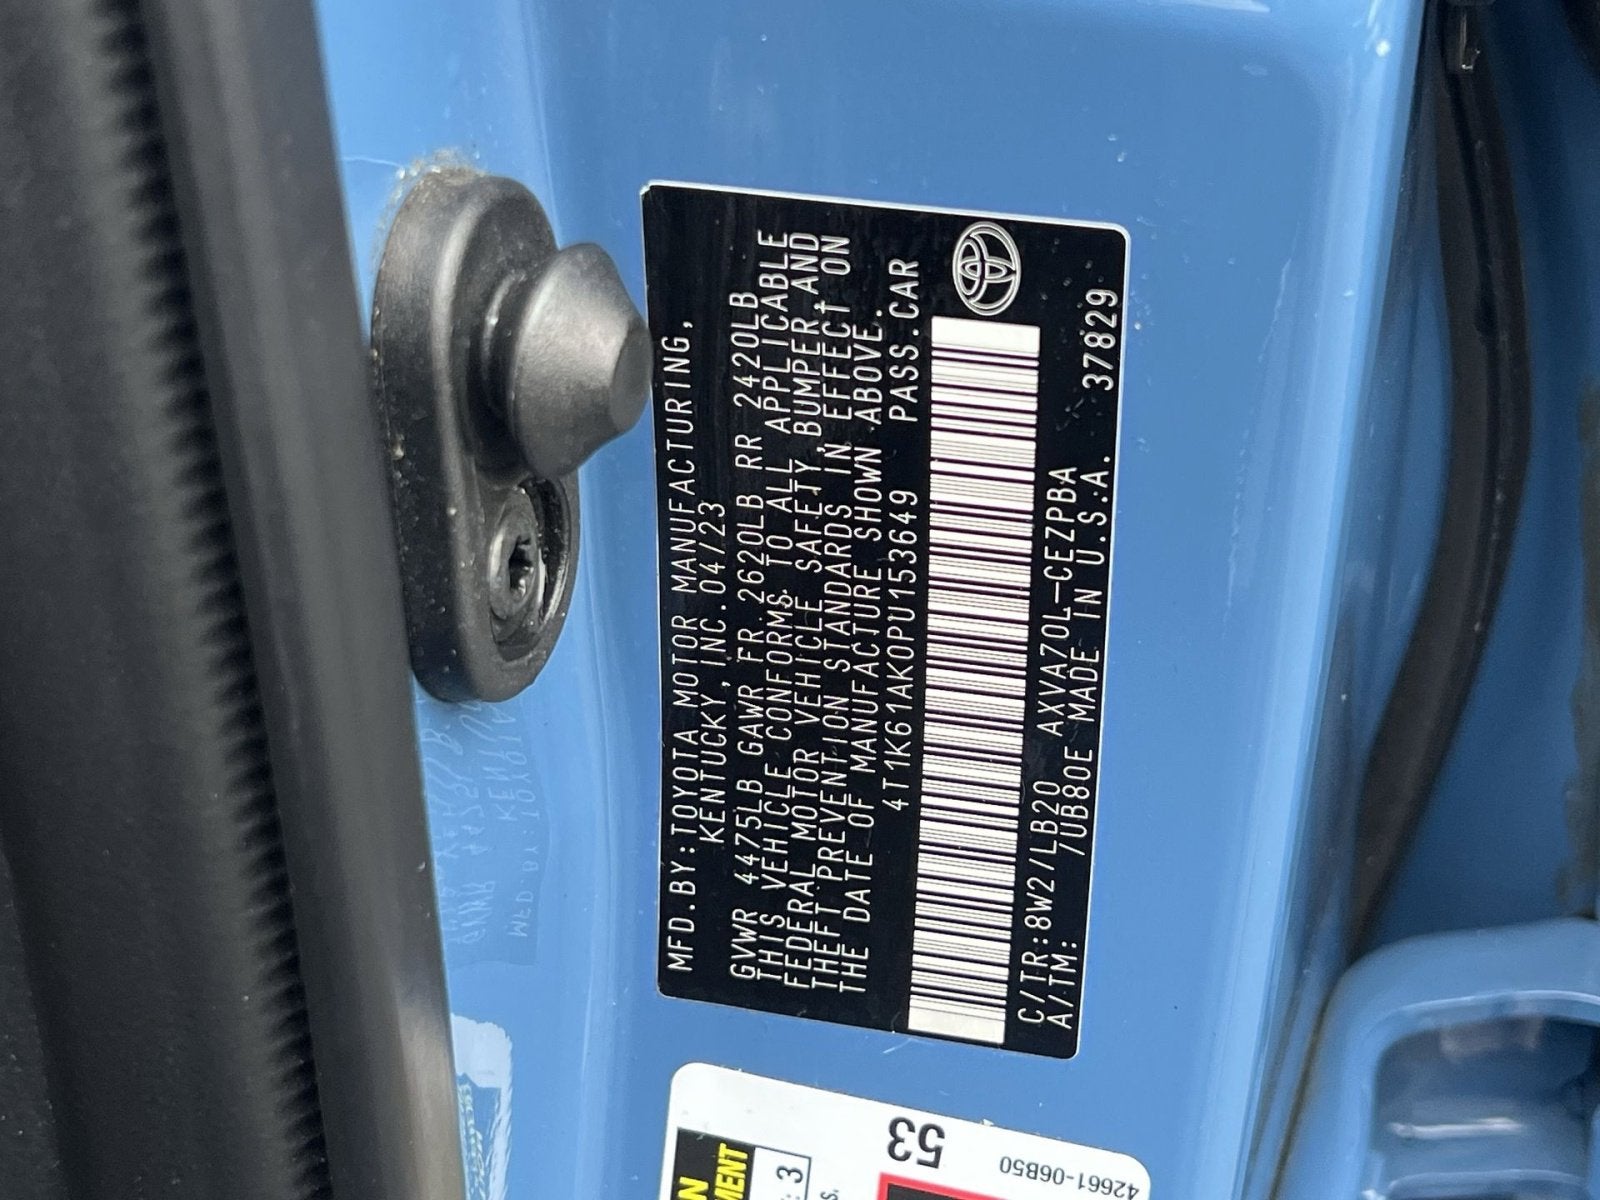 MFD.BY:TOYOTA MOTOR MANUFACTURING,
KENTUCKY,INC.04/23
GVWR 4475LB GAWR FR 2620LB RR 2420LB
THIS VEHICLE CONFORMS TO ALL APPLICABLE
FEDERAL MOTOR VEHICLE SAFETY,BUMPER,AND
THEFT PREVENTION STANDARDS IN EFFECT ON
THE DATE OF MANUFACTURE SHOWN ABOVE.
4T1K61AK0PU153649 PASS.CAR
C/TR:8W2/LB20 AXVA70L-CEZPBA 37829
A/TM: /UB80E MADE IN U.S.A.
53
42661-06B50
3